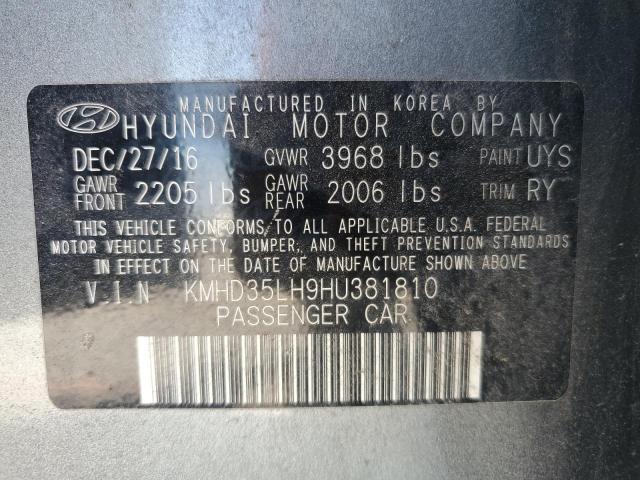 MANUFACTURED IN KOREA BY
HYUNDAI MOTOR COMPANY
DEC/27/16 GVWR 3968 lbs PAINT UYS
GAWR FRONT 2205 lbs GAWR REAR 2006 lbs TRIM RY
THIS VEHICLE CONFORMS TO ALL APPLICABLE U.S.A. FEDERAL
MOTOR VEHICLE SAFETY, BUMPER, AND THEFT PREVENTION STANDARDS
IN EFFECT ON THE DATE OF MANUFACTURE SHOWN ABOVE.
V.I.N KMHD35LH9HU381810
PASSENGER CAR